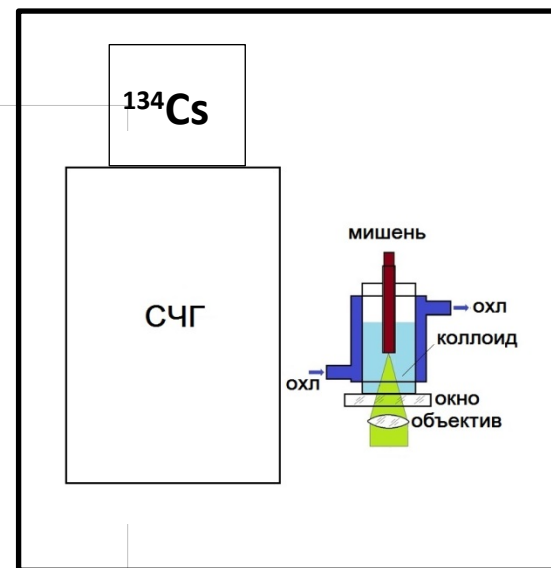 ¹³⁴Cs
СЧГ
МИШЕНЬ
ОХЛ
КОЛЛОИД
ОХЛ
ОКНО
ОБЪЕКТИВ